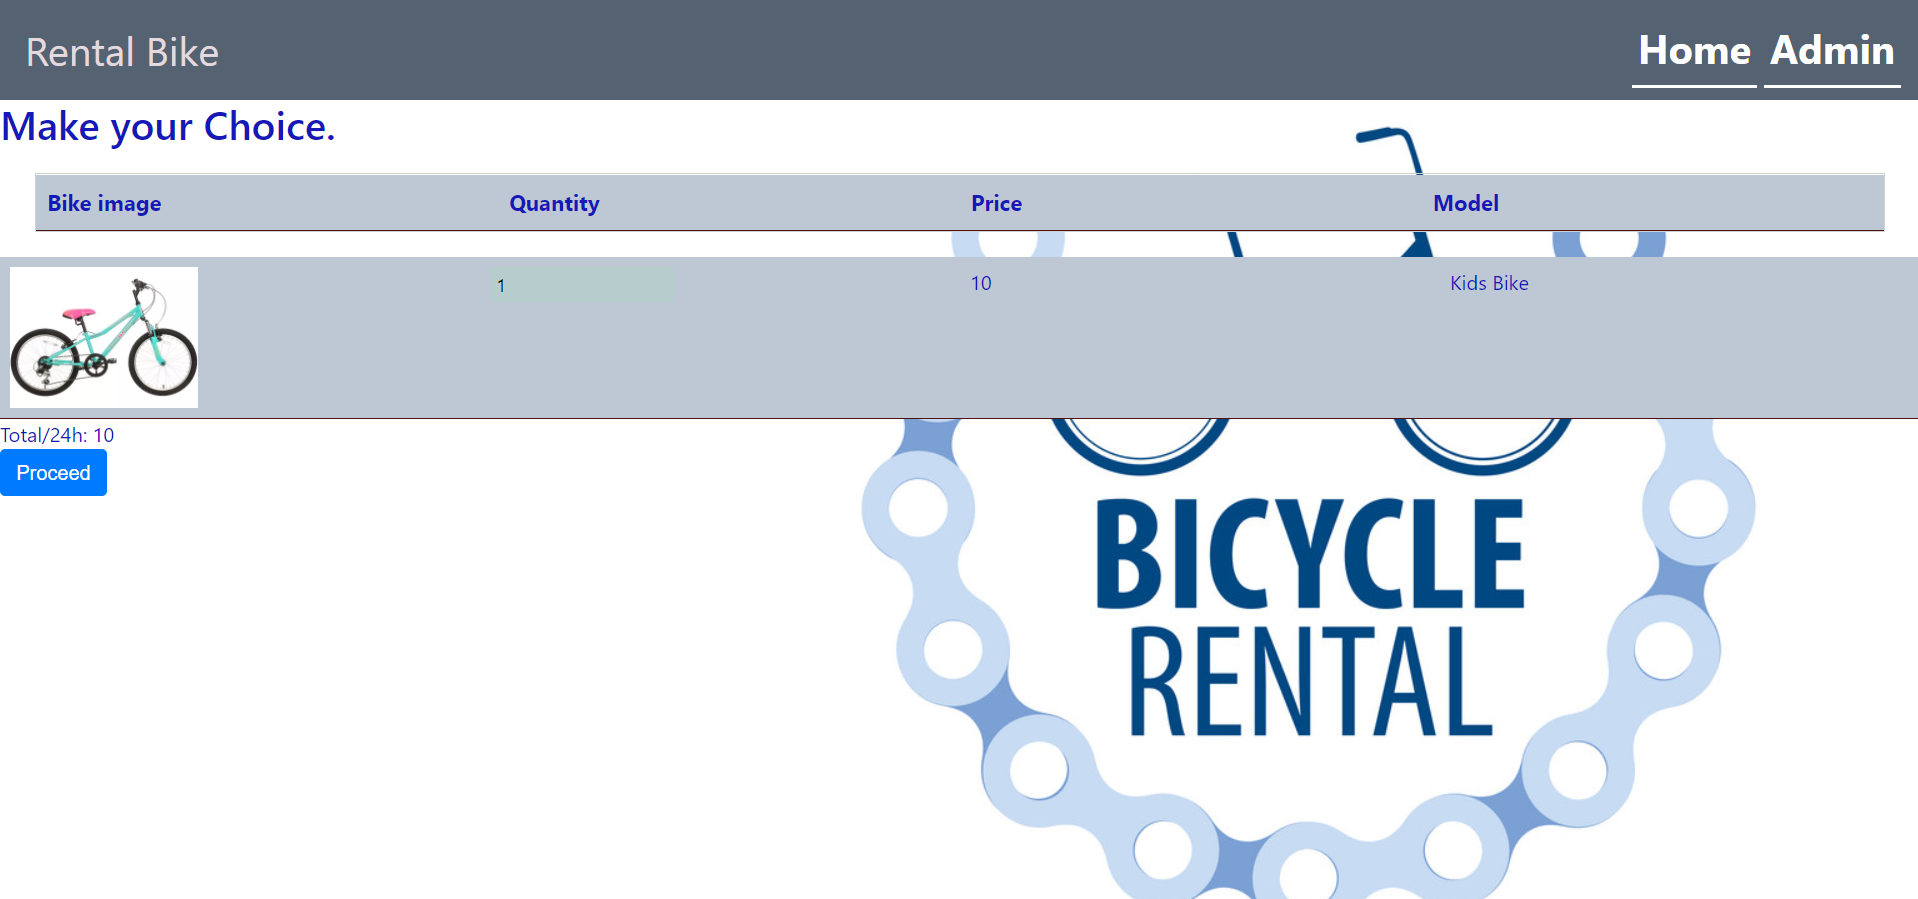 Rental Bike Home Admin
Make your Choice.
Bike image Quantity Price Model
1 10 Kids Bike
Total/24h: 10
Proceed
BICYCLE
RENTAL